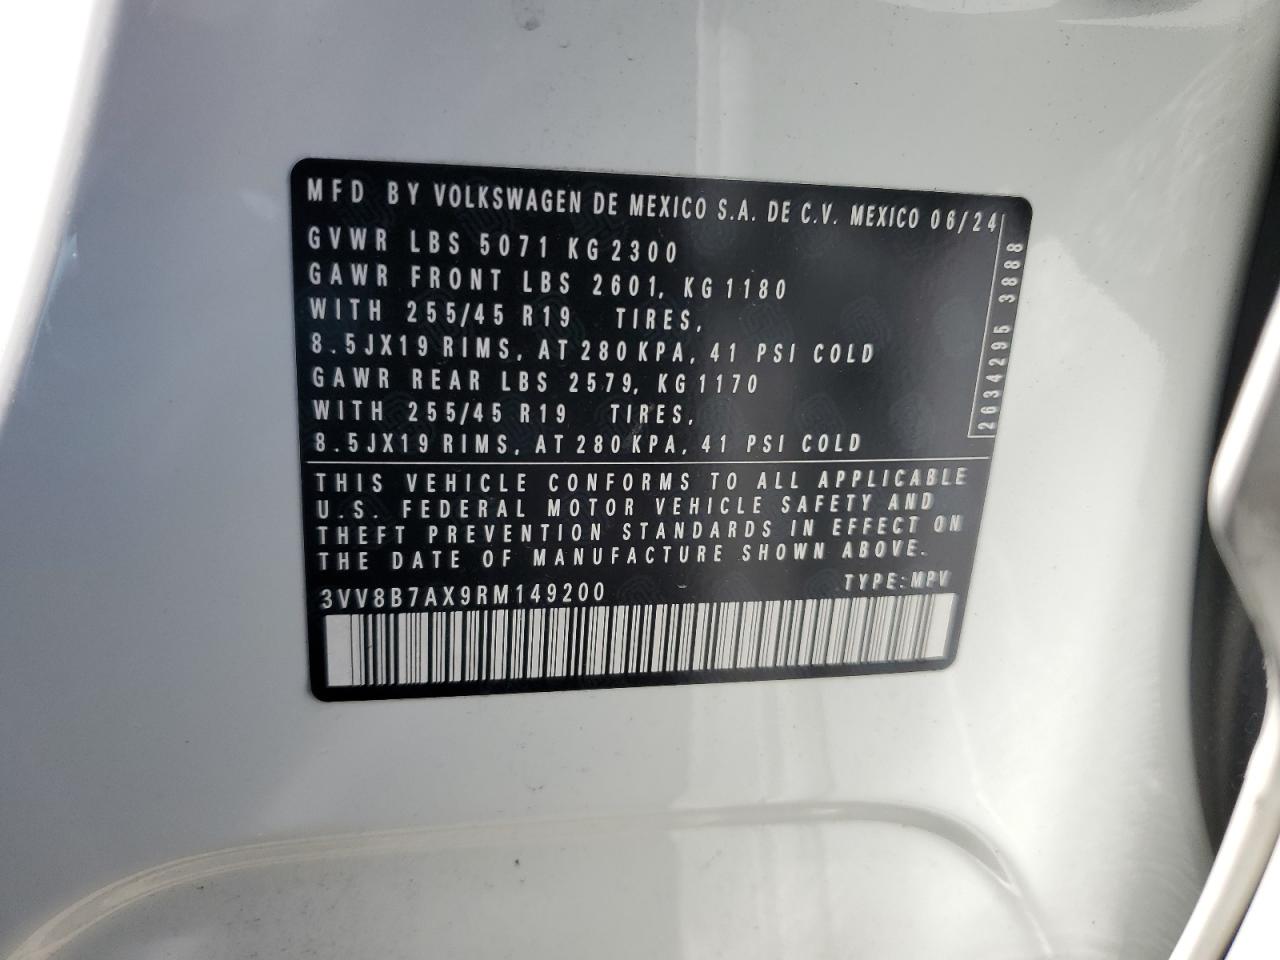 MFD BY VOLKSWAGEN DE MEXICO S.A. DE C.V. MEXICO 06/24
GVWR LBS 5071 KG 2300
GAWR FRONT LBS 2601, KG 1180
WITH 255/45 R19 TIRES,
8.5JX19 RIMS, AT 280 KPA, 41 PSI COLD
GAWR REAR LBS 2579, KG 1170
WITH 255/45 R19 TIRES,
8.5JX19 RIMS, AT 280 KPA, 41 PSI COLD
2634295 3888
THIS VEHICLE CONFORMS TO ALL APPLICABLE
U.S. FEDERAL MOTOR VEHICLE SAFETY AND
THEFT PREVENTION STANDARDS IN EFFECT ON
THE DATE OF MANUFACTURE SHOWN ABOVE.
3VV8B7AX9RM149200 TYPE: MPV